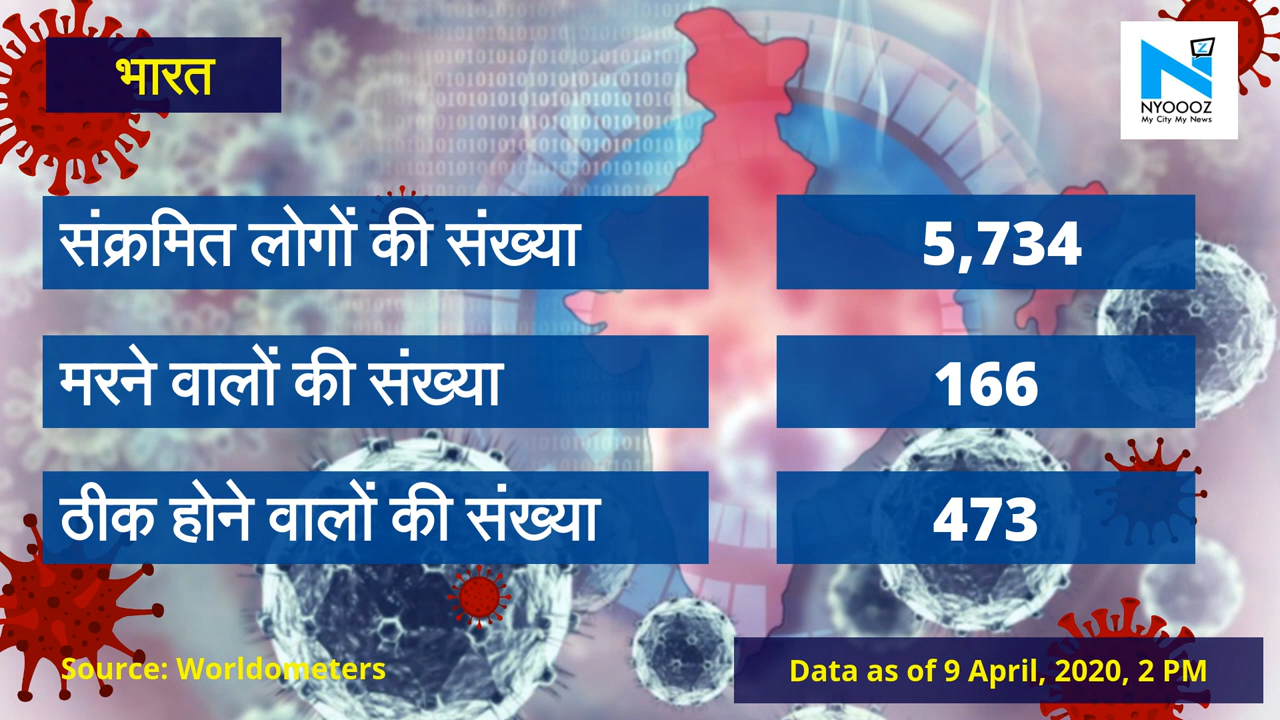 भारत
NYOOOZ
My City My News
संक्रमित लोगों की संख्या 5,734
मरने वालों की संख्या 166
ठीक होने वालों की संख्या 473
Source: Worldometers
Data as of 9 April, 2020, 2 PM